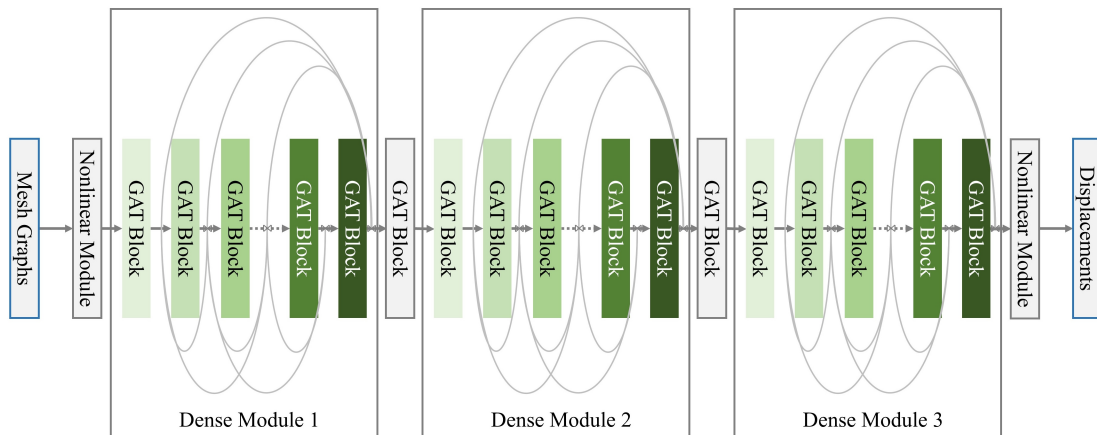 Mesh Graphs
Nonlinear Module
GAT Block
GAT Block
GAT Block
GAT Block
GAT Block
Dense Module 1
GAT Block
GAT Block
GAT Block
GAT Block
GAT Block
GAT Block
Dense Module 2
GAT Block
GAT Block
GAT Block
GAT Block
GAT Block
GAT Block
Dense Module 3
Nonlinear Module
Displacements